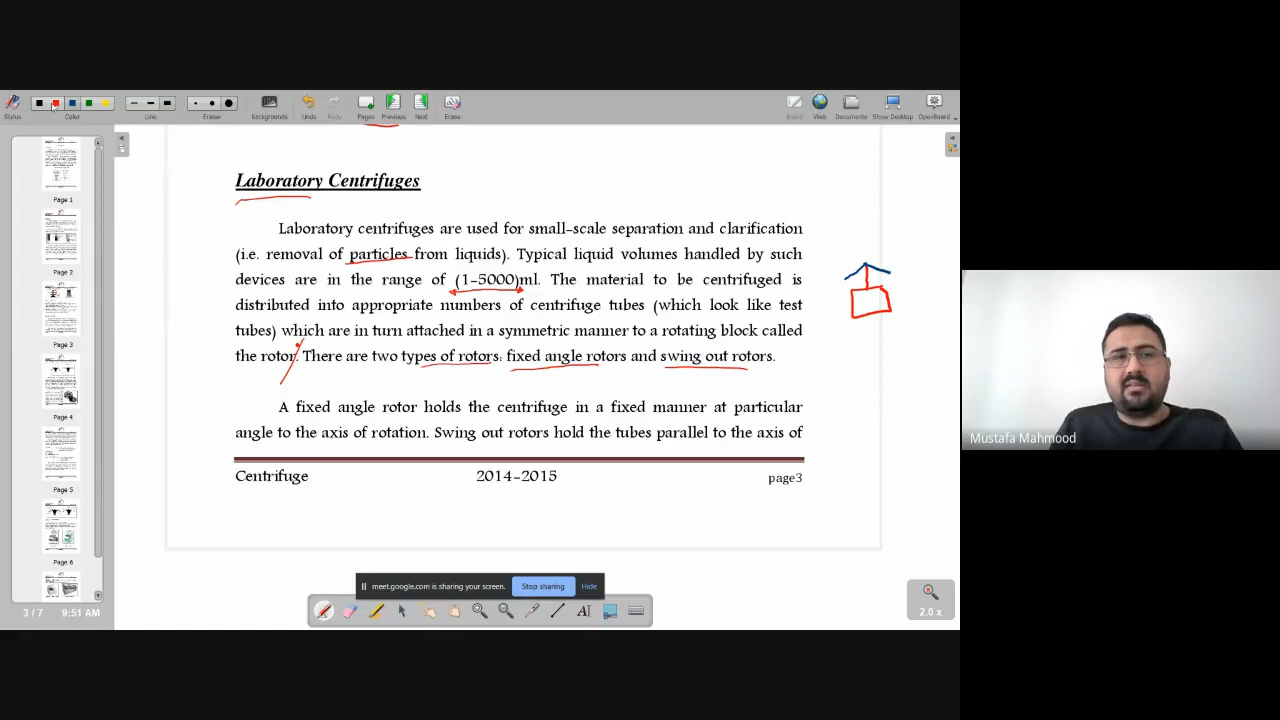 Stylus
Color
Line
Eraser
Backgrounds
Undo
Redo
Pages
Previous
Next
Erase
Board
Web
Documents
Show Desktop
OpenBoard
Page 1
Page 2
Page 3
Page 4
Page 5
Page 6
3 / 7
9:51 AM
Laboratory Centrifuges
Laboratory centrifuges are used for small-scale separation and clarification
(i.e. removal of particles from liquids). Typical liquid volumes handled by such
devices are in the range of (1-5000)ml. The material to be centrifuged is
distributed into appropriate numbers of centrifuge tubes (which look like test
tubes) which are in turn attached in a symmetric manner to a rotating block called
the rotor. There are two types of rotors: fixed angle rotors and swing out rotors.
A fixed angle rotor holds the centrifuge in a fixed manner at particular
angle to the axis of rotation. Swing out rotors hold the tubes parallel to the axis of
Centrifuge 2014-2015 page3
meet.google.com is sharing your screen. Stop sharing Hide
2.0 x
Mustafa Mahmood